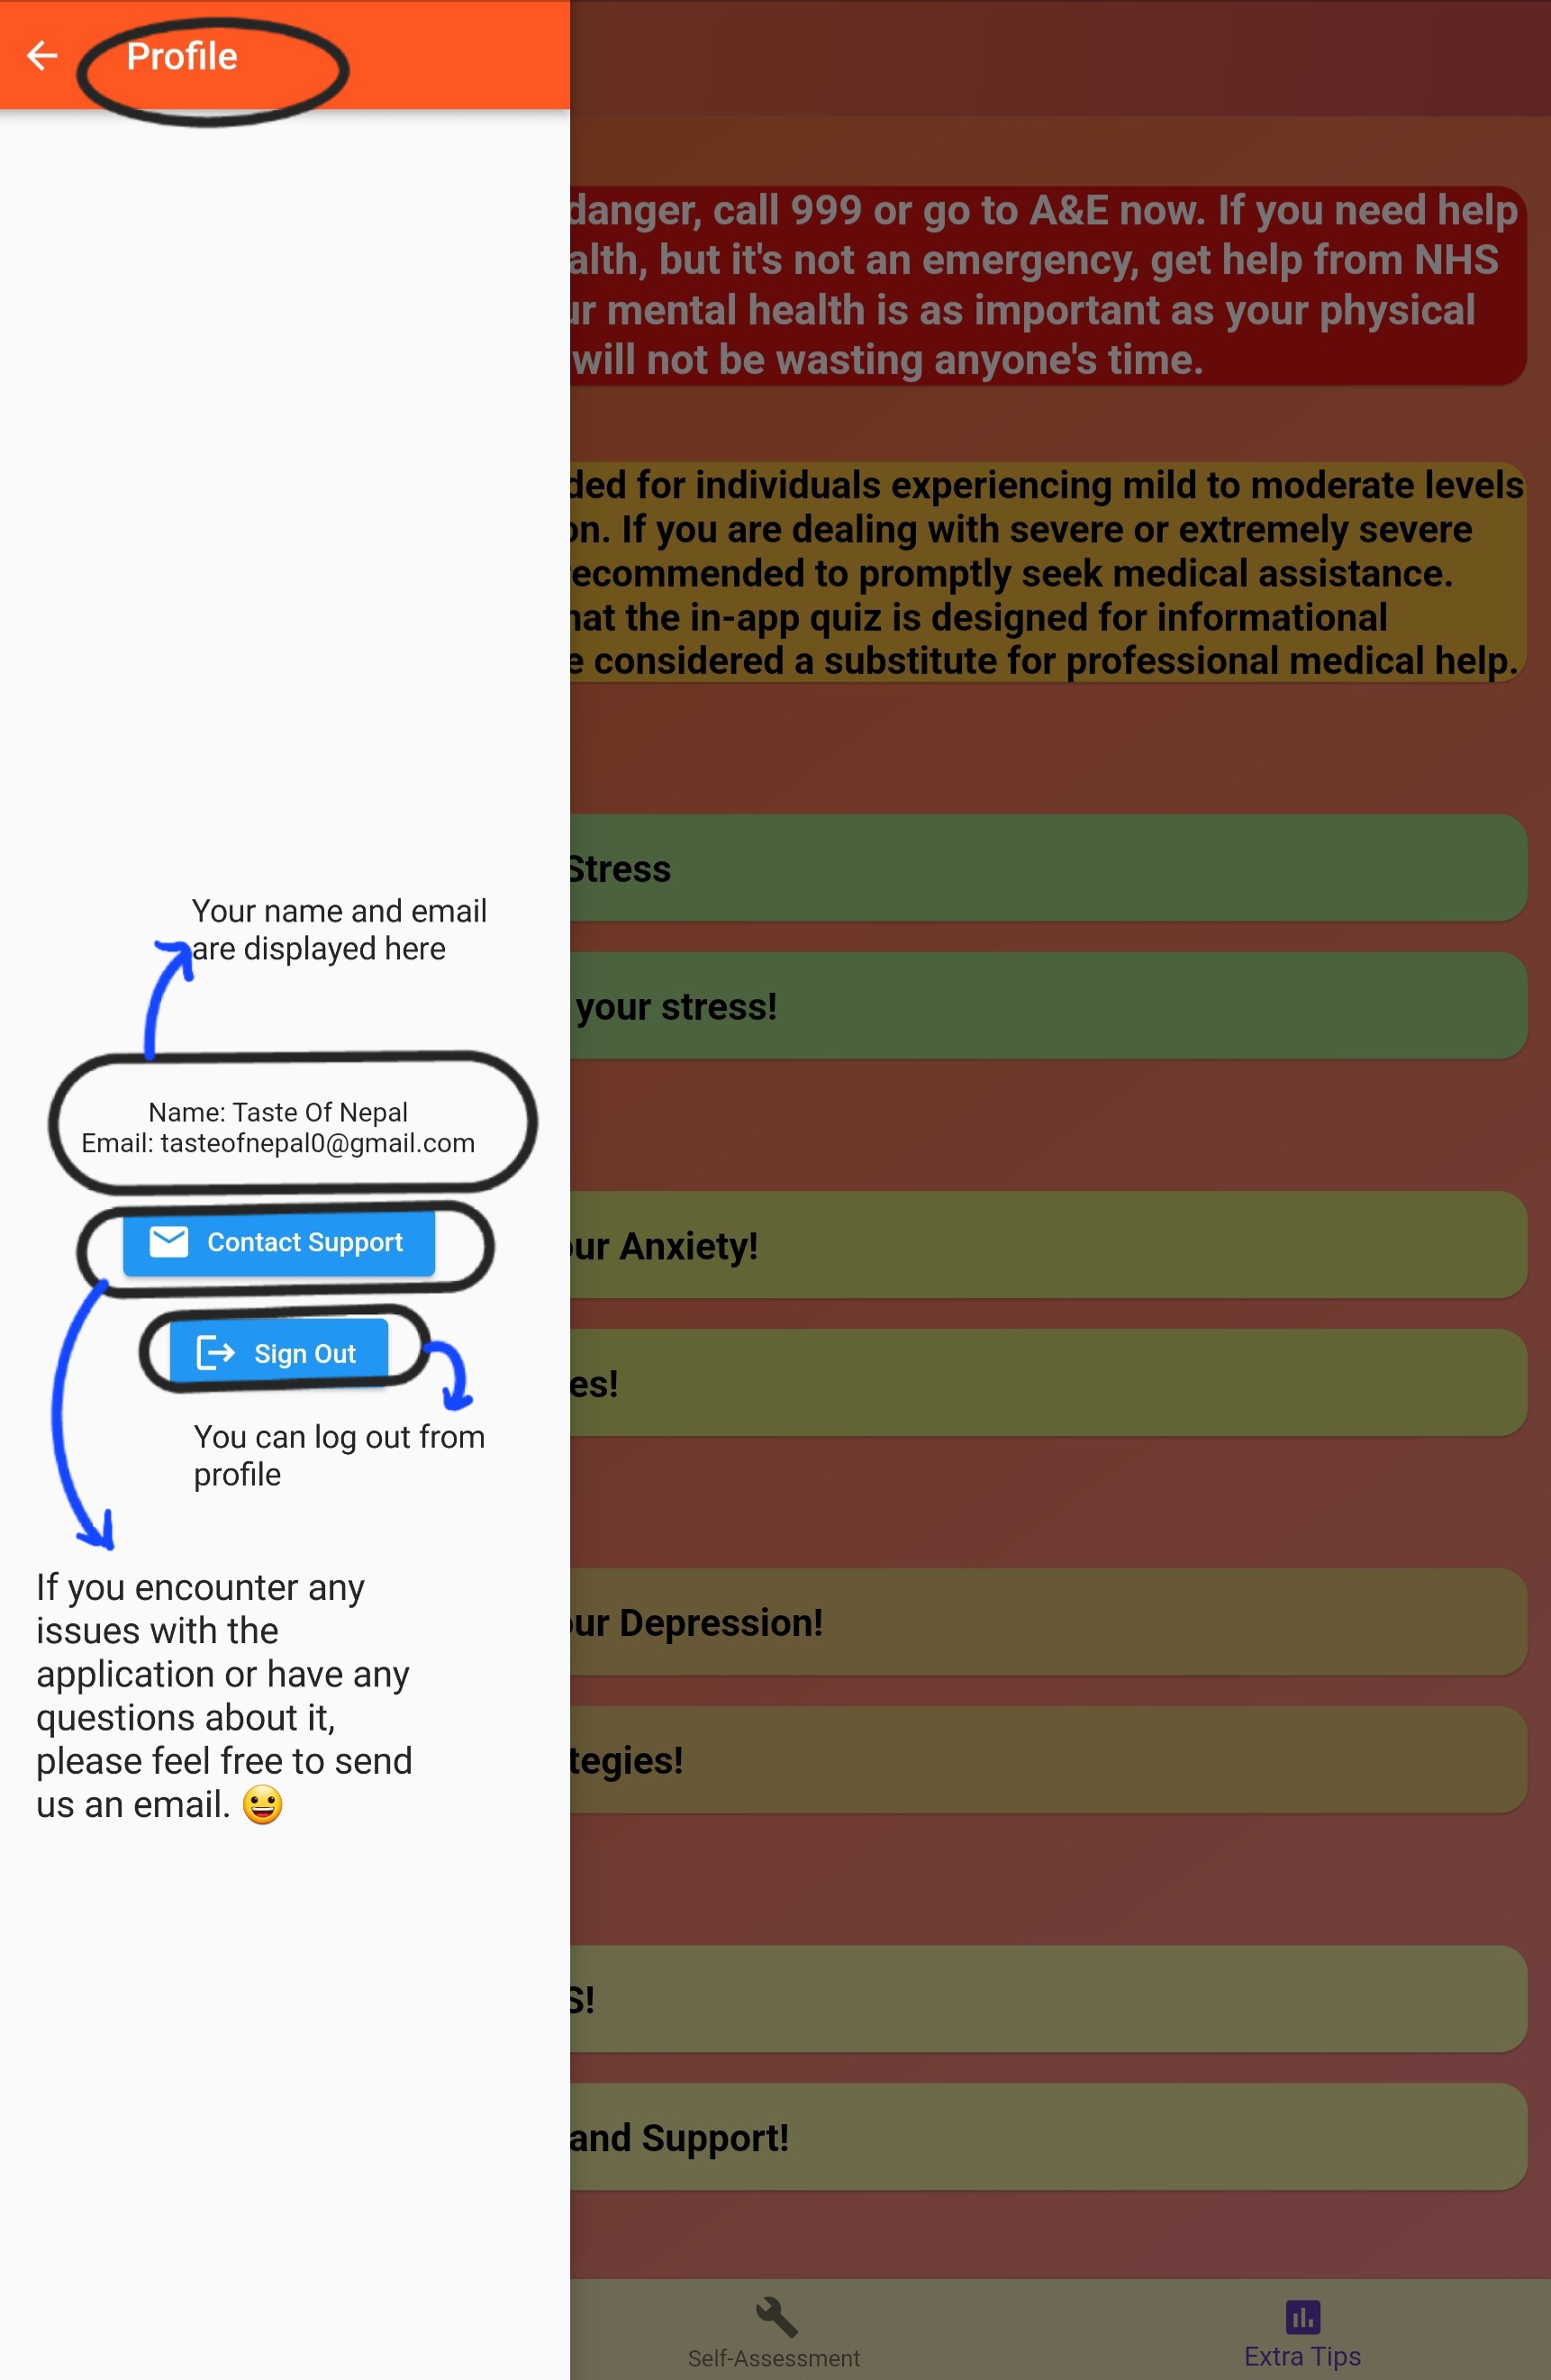 Profile
danger, call 999 or go to A&E now. If you need help
alth, but it's not an emergency, get help from NHS
ur mental health is as important as your physical
will not be wasting anyone's time.
ded for individuals experiencing mild to moderate levels
on. If you are dealing with severe or extremely severe
recommended to promptly seek medical assistance.
hat the in-app quiz is designed for informational
e considered a substitute for professional medical help.
Stress
your stress!
Your name and email
are displayed here
Name: Taste Of Nepal
Email: tasteofnepal0@gmail.com
Contact Support
Sign Out
You can log out from
profile
If you encounter any
issues with the
application or have any
questions about it,
please feel free to send
us an email. 😀
our Anxiety!
es!
our Depression!
tegies!
S!
and Support!
Self-Assessment
Extra Tips